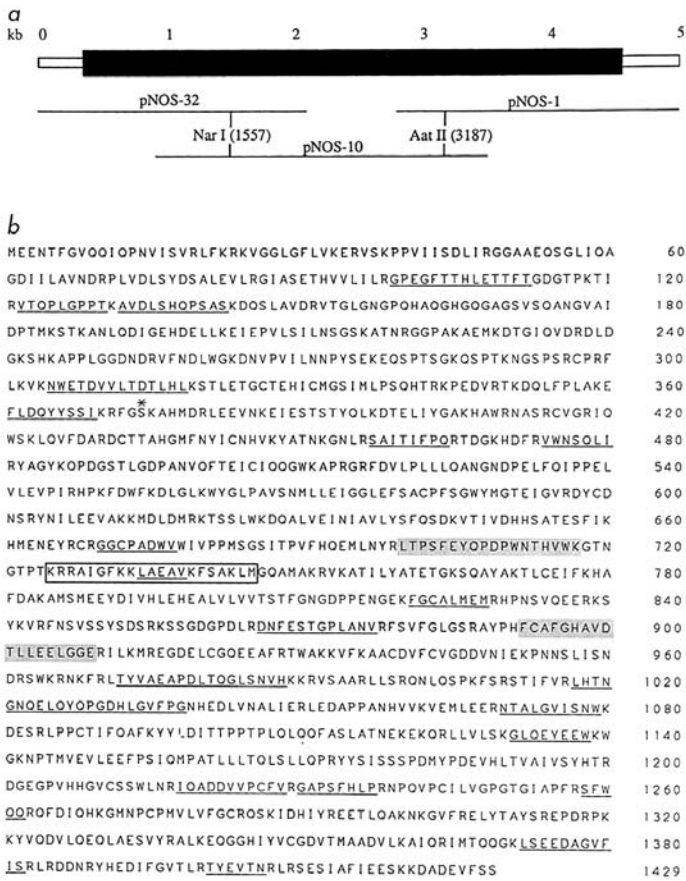 a
kb 0 1 2 3 4 5
pNOS-32 pNOS-1
Nar I (1557) Aat II (3187)
pNOS-10
b
MEENTFGVQQIQPNVISVRLFKRKVGGLGFLVKERVSKPPVIISDLIRGGAAEQSGLIQA 60
GDIILAVNDRPLVDLSYDSALEVLRGIASETHVVLILRGPEGFTTHLETTFTGDGTPKTI 120
RVTQPLGPPTKAVDLSHQPSASKDQSLAVDRVTGLGNGPQHAQGHGQGAGSVSQANGVAI 180
DPTMKSTKANLQDIGEHDELLKEIEPVLSILNSGSKATNRGGPAKAEMKDTGIQVDRDLD 240
GKSHKAPPLGGDNDRVFNDLWGKDNVPVILNNPYSEKEQSPTSGKQSPTKNGSPSRCPRF 300
LKVKNWETDVVLTDTLHLKSTLETGCTEHICMGSIMLPSQHTRKPEDVRTKDQLFPLAKE 360
*
FLDQYYSSIKRFGSKAHMDRLEEVNKEIESTSTYQLKDTELIYGAKHAWRNASRCVGRIQ 420
WSKLQVFDARDCTTAHGMFNYICNHVKYATNKGNLRSAITIFPQRTDGKHDFRVWNSQLI 480
RYAGYKQPDGSTLGDPANVQFTEICIQQGWKAPRGRFDVLPLLLQANGNDPELFQIPPEL 540
VLEVPIRHPKFDWFKDLGLKWYGLPAVSNMLLEIGGLEFSACPFSGWYMGTEIGVRDYCD 600
NSRYNILEEVAKKMDLDMRKTSSLWKDQALVEINIAVLYSFQSDKVTIVDHHSATESFIK 660
HMENEYRCRGGCPADWVWIVPPMSGSITPVFHQEMLNYRLTPSFEYQPDPWNTHVWKGTN 720
GTPTKRRAIGFKKLAEAVKFSAKLMGQAMAKRVKATILYATETGKSQAYAKTLCEIFKHA 780
FDAKAMSMEEYDIVHLEHEALVLVVTSTFGNGDPPENGEKFGCALMEMRHPNSVQEERKS 840
YKVRFNSVSSYSDSRKSSGDGPDLRDNFESTGPLANVRFSVFGLGSRAYPHFCAFGHAVD 900
TLLEELGGERILKMREGDELCGQEEAFRTWAKKVFKAACDVFCVGDDVNIEKPNNSLISN 960
DRSWKRNKFRLTYVAEAPDLTQGLSNVHKKRVSAARLLSRQNLQSPKFSRSTIFVRLHTN 1020
GNQELQYQPGDHLGVFPGNHEDLVNALIERLEDAPPANHVVKVEMLEERNTALGVISNWK 1080
DESRLPPCTIFQAFKYYLDITTPPTPLQLQQFASLATNEKEKQRLLVLSKGLQEYEEWKW 1140
GKNPTMVEVLEEFPSIQMPATLLLTQLSLLQPRYYSISSSPDMYPDEVHLTVAIVSYHTR 1200
DGEGPVHHGVCSSWLNRIQADDVVPCFVRGAPSFHLPRNPQVPCILVGPGTGIAPFRSFW 1260
QQRQFDIQHKGMNPCPMVLVFGCRQSKIDHIYREETLQAKNKGVFRELYTAYSREPDRPK 1320
KYVQDVLQEQLAESVYRALKEQGGHIYVCGDVTMAADVLKAIQRIMTQQGKLSEEDAGVF 1380
ISRLRDDNRYHEDIFGVTLRTYEVTNRLRSESIAFIEESKKDADEVFSS 1429